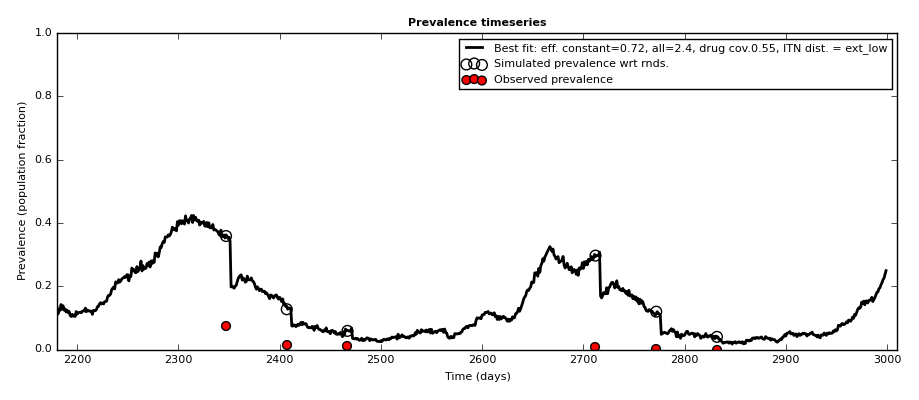 Prevalence timeseries
Best fit: eff. constant=0.72, all=2.4, drug cov.0.55, ITN dist. = ext_low
Simulated prevalence wrt rnds.
Observed prevalence
Prevalence (population fraction)
1.0
0.8
0.6
0.4
0.2
0.0
2200 2300 2400 2500 2600 2700 2800 2900 3000
Time (days)